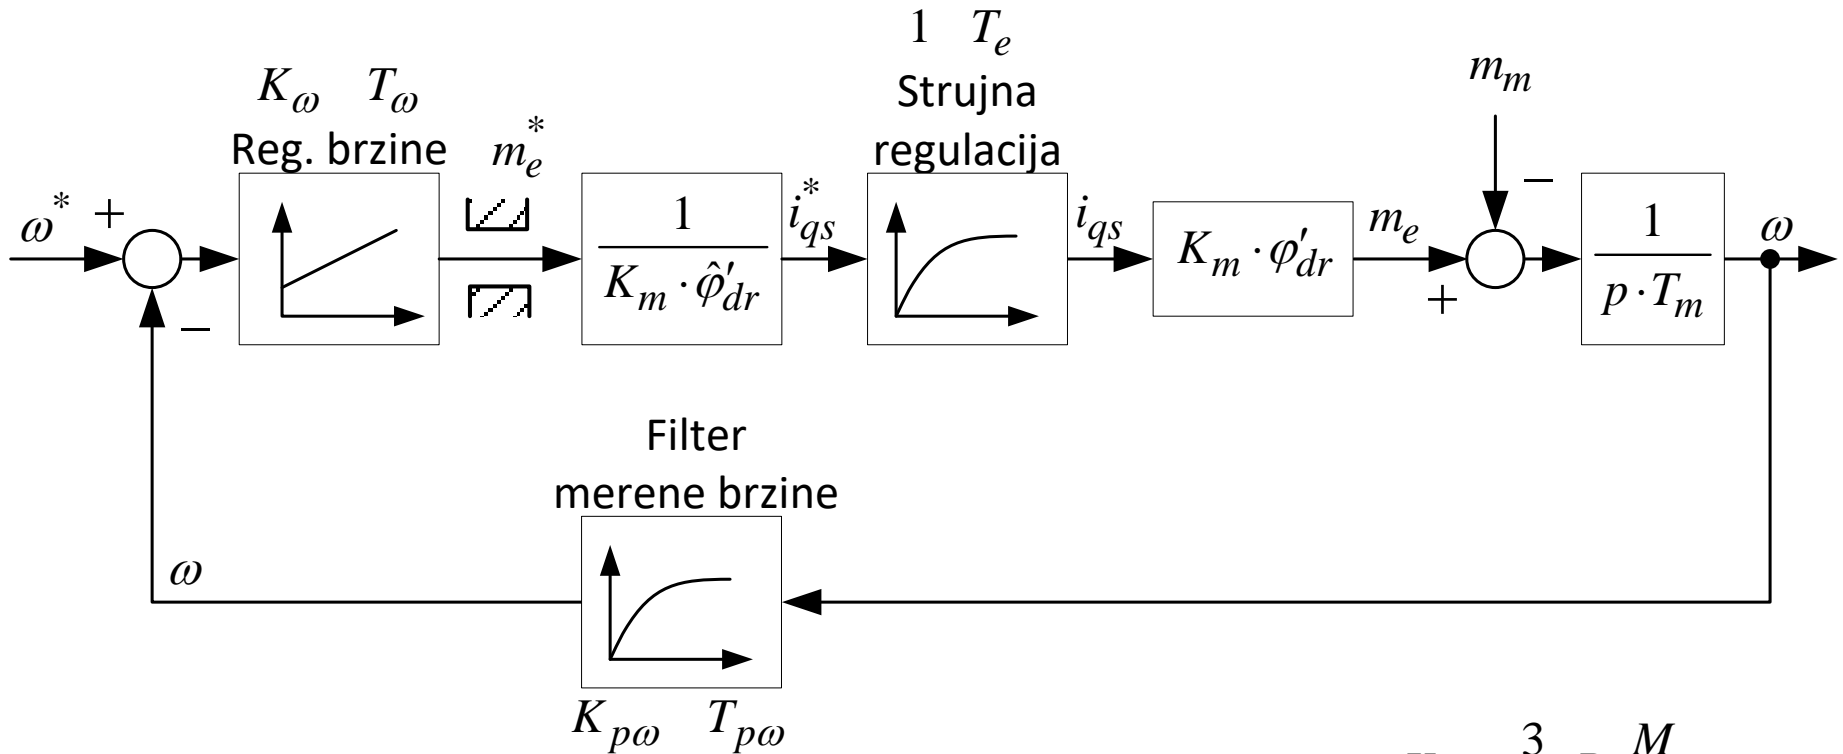 1 T_e
K_ω T_ω
Strujna
regulacija
m_m
Reg. brzine
m_e^*
ω^* +
1 / (K_m · φ̂'_dr)
i_qs^*
i_qs
K_m · φ'_dr
m_e
+
−
1 / (p · T_m)
ω
−
Filter
merene brzine
ω
K_pω T_pω
3 M